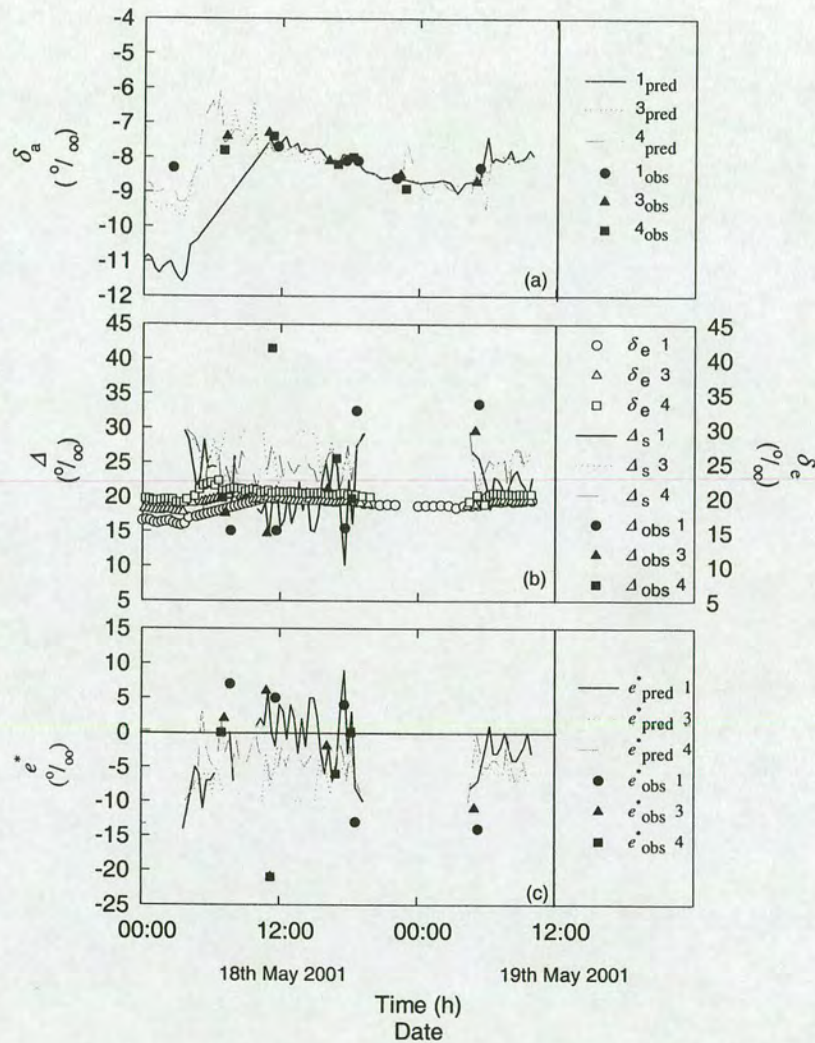 -4
-5
-6
-7
-8
-9
-10
-11
-12
δa
(‰)
(a)
1pred
3pred
4pred
1obs
3obs
4obs
45
40
35
30
25
20
15
10
5
Δ
(‰)
(b)
δe 1
δe 3
δe 4
Δs 1
Δs 3
Δs 4
Δobs 1
Δobs 3
Δobs 4
45
40
35
30
25
20
15
10
5
δe
(‰)
15
10
5
0
-5
-10
-15
-20
-25
e*
(‰)
(c)
e*pred 1
e*pred 3
e*pred 4
e*obs 1
e*obs 3
e*obs 4
00:00 12:00 00:00 12:00
18th May 2001 19th May 2001
Time (h)
Date